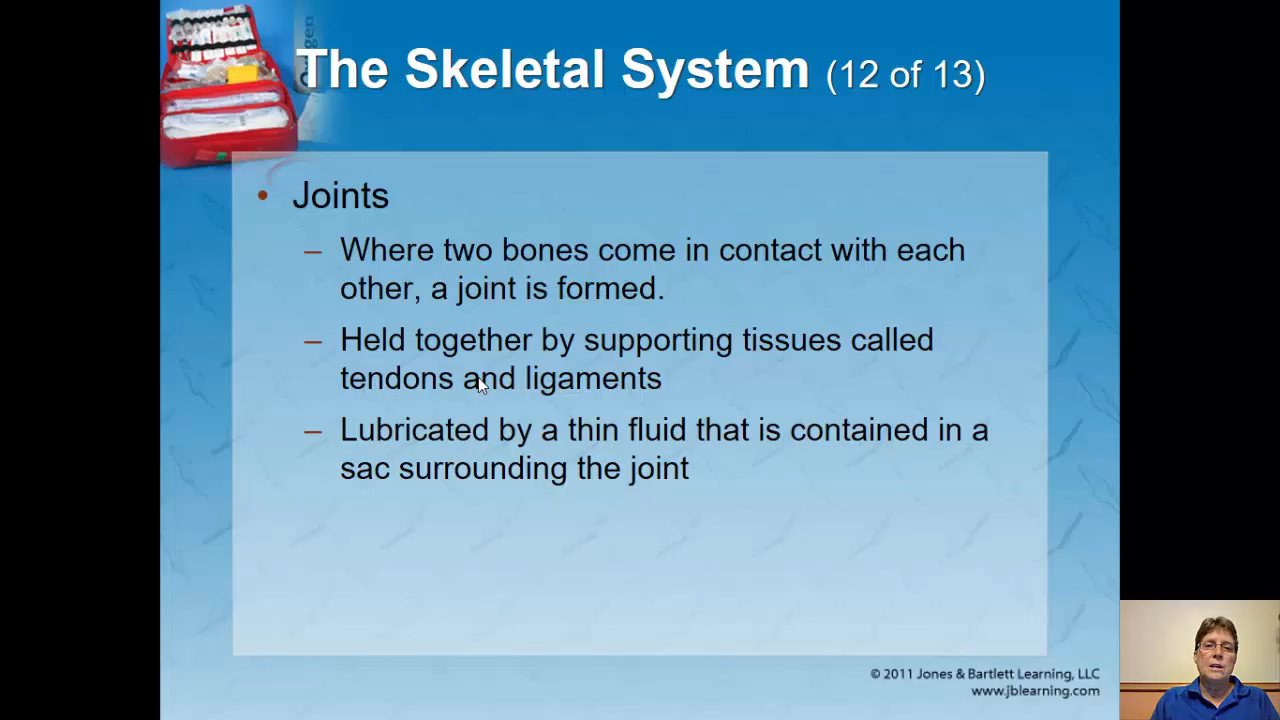 Oxygen
The Skeletal System (12 of 13)
• Joints
– Where two bones come in contact with each
other, a joint is formed.
– Held together by supporting tissues called
tendons and ligaments
– Lubricated by a thin fluid that is contained in a
sac surrounding the joint
© 2011 Jones & Bartlett Learning, LLC
www.jblearning.com